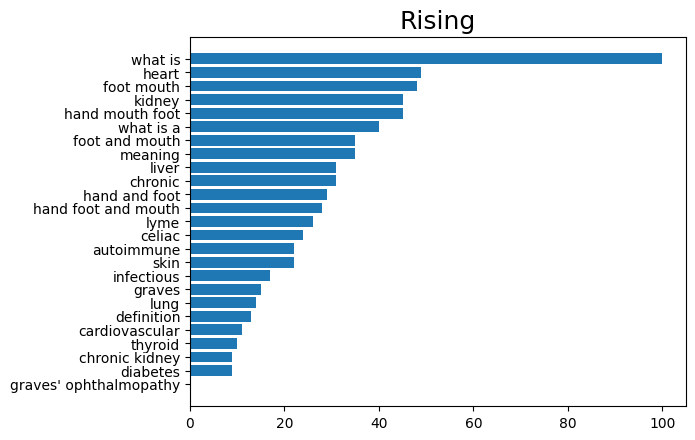 Rising
what is
heart
foot mouth
kidney
hand mouth foot
what is a
foot and mouth
meaning
liver
chronic
hand and foot
hand foot and mouth
lyme
celiac
autoimmune
skin
infectious
graves
lung
definition
cardiovascular
thyroid
chronic kidney
diabetes
graves' ophthalmopathy
0 20 40 60 80 100